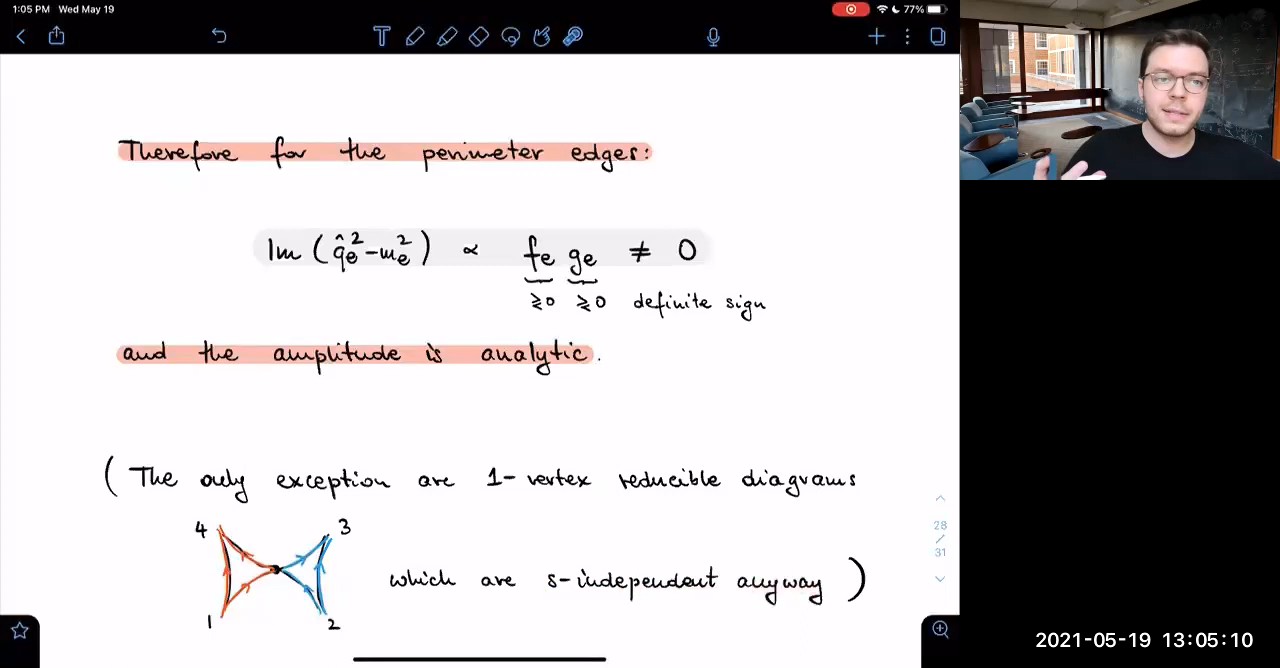 1:05 PM Wed May 19
77%
Therefore for the perimeter edges:
Im (q̂ₑ² - mₑ²) ∝ fₑ gₑ ≠ 0
≷0 ≷0 definite sign
and the amplitude is analytic.
( The only exception are 1-vertex reducible diagrams
4 3
which are s-independent anyway )
1 2
28
/
31
2021-05-19 13:05:10